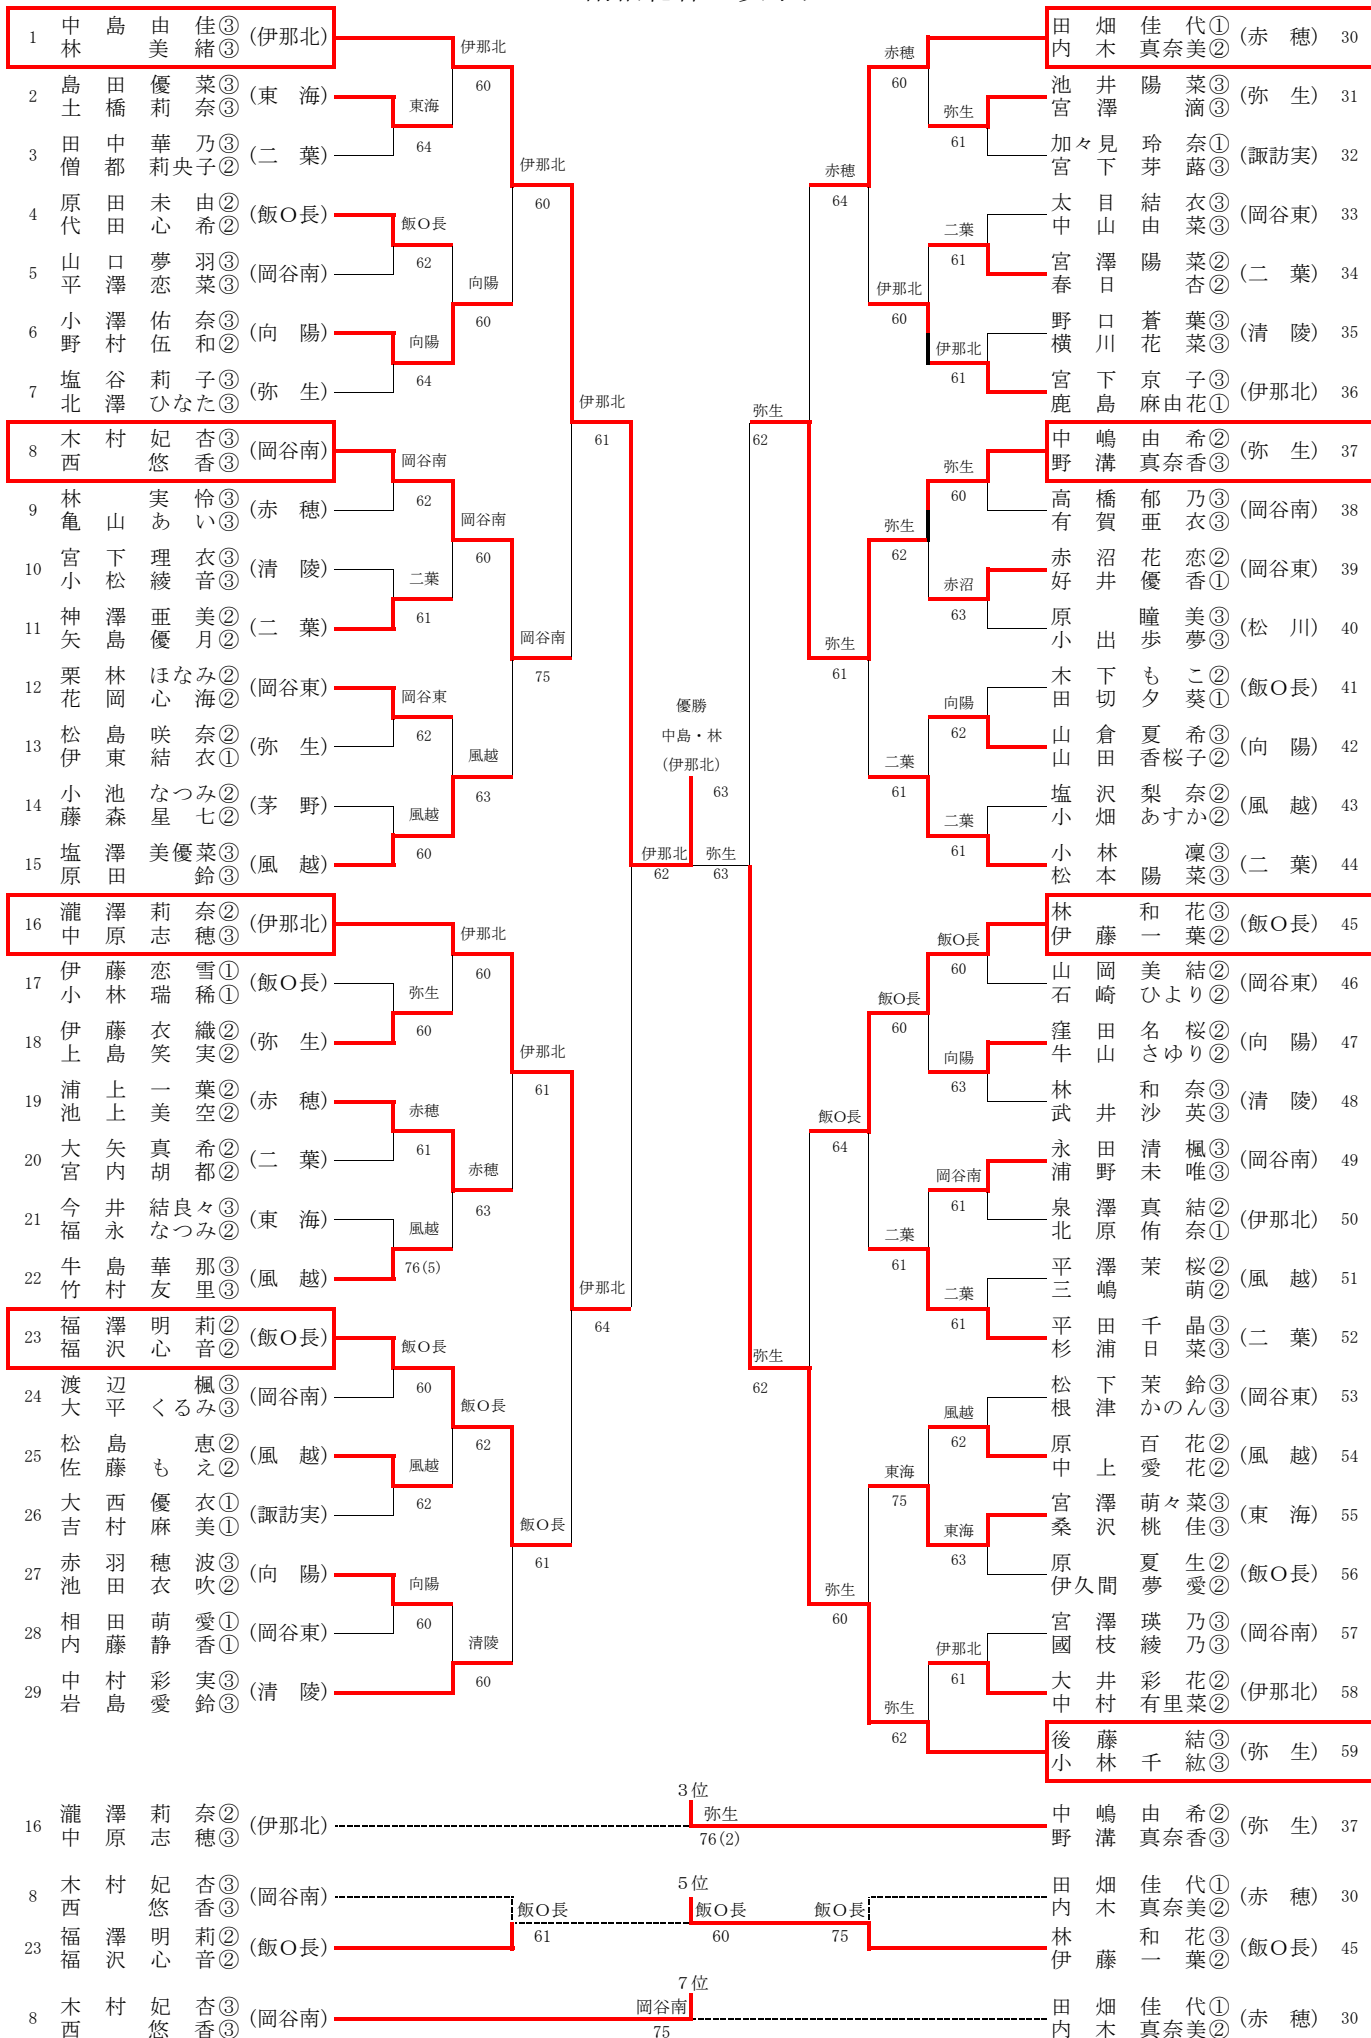 1 中島由佳③ (伊那北)
林美緒③
2 島田優菜③ (東海)
土橋莉奈③
3 田中華乃③ (二葉)
僧都莉央子②
4 原田未由② (飯O長)
代田心希②
5 山口夢羽③ (岡谷南)
平澤恋菜③
6 小澤佑奈③ (向陽)
野村伍和②
7 塩谷莉子③ (弥生)
北澤ひなた③
8 木村妃杏③ (岡谷南)
西悠香③
9 林実怜③ (赤穂)
亀山あい③
10 宮下理衣③ (清陵)
小松綾音③
11 神澤亜美② (二葉)
矢島優月②
12 栗林ほなみ② (岡谷東)
花岡心海②
13 松島咲奈② (弥生)
伊東結衣①
14 小池なつみ② (茅野)
藤森星七②
15 塩澤美優菜③ (風越)
原田鈴③
16 瀧澤莉奈② (伊那北)
中原志穂③
17 伊藤恋雪① (飯O長)
小林瑞稀①
18 伊藤衣織② (弥生)
上島笑実②
19 浦上一葉② (赤穂)
池上美空②
20 大矢真希② (二葉)
宮内胡都②
21 今井結良々③ (東海)
福永なつみ②
22 牛島華那③ (風越)
竹村友里③
23 福澤明莉② (飯O長)
福沢心音②
24 渡辺楓③ (岡谷南)
大平くるみ③
25 松島恵② (風越)
佐藤もえ②
26 大西優衣① (諏訪実)
吉村麻美①
27 赤羽穂波③ (向陽)
池田衣吹②
28 相田萌愛① (岡谷東)
内藤静香①
29 中村彩実③ (清陵)
岩島愛鈴③
東海
64
飯O長
62
向陽
64
岡谷南
62
二葉
61
岡谷東
62
風越
60
弥生
60
赤穂
61
風越
76(5)
飯O長
60
風越
62
向陽
60
伊那北
60
向陽
60
岡谷南
60
風越
63
伊那北
60
赤穂
63
飯O長
62
清陵
60
伊那北
60
岡谷南
75
伊那北
61
飯O長
61
伊那北
61
伊那北
64
伊那北
62
優勝
中島・林
(伊那北)
63
弥生
63
弥生
62
弥生
62
赤穂
64
弥生
61
飯O長
64
弥生
60
赤穂
60
伊那北
60
弥生
62
二葉
61
飯O長
60
二葉
61
東海
75
弥生
62
弥生
61
二葉
61
伊那北
61
弥生
60
赤沼
63
向陽
62
二葉
61
飯O長
60
向陽
63
岡谷南
61
二葉
61
風越
62
東海
63
伊那北
61
田畑佳代① (赤穂) 30
内木真奈美②
池井陽菜③ (弥生) 31
宮澤滴③
加々見玲奈① (諏訪実) 32
宮下芽蕗③
太目結衣③ (岡谷東) 33
中山由菜③
宮澤陽菜② (二葉) 34
春日杏②
野口蒼葉③ (清陵) 35
横川花菜③
宮下京子③ (伊那北) 36
鹿島麻由花①
中嶋由希② (弥生) 37
野溝真奈香③
高橋郁乃③ (岡谷南) 38
有賀亜衣③
赤沼花恋② (岡谷東) 39
好井優香①
原瞳美③ (松川) 40
小出歩夢③
木下もこ② (飯O長) 41
田切夕葵①
山倉夏希③ (向陽) 42
山田香桜子②
塩沢梨奈② (風越) 43
小畑あすか②
小林凜③ (二葉) 44
松本陽菜③
林和花③ (飯O長) 45
伊藤一葉②
山岡美結② (岡谷東) 46
石崎ひより②
窪田名桜② (向陽) 47
牛山さゆり②
林和奈③ (清陵) 48
武井沙英③
永田清楓③ (岡谷南) 49
浦野未唯③
泉澤真結② (伊那北) 50
北原侑奈①
平澤茉桜② (風越) 51
三嶋萌②
平田千晶③ (二葉) 52
杉浦日菜③
松下茉鈴③ (岡谷東) 53
根津かのん③
原百花② (風越) 54
中上愛花②
宮澤萌々菜③ (東海) 55
桑沢桃佳③
原夏生② (飯O長) 56
伊久間夢愛②
宮澤瑛乃③ (岡谷南) 57
國枝綾乃③
大井彩花② (伊那北) 58
中村有里菜②
後藤結③ (弥生) 59
小林千紘③
3位
16 瀧澤莉奈② (伊那北) 弥生 中嶋由希② (弥生) 37
中原志穂③ 76(2) 野溝真奈香③
5位
8 木村妃杏③ (岡谷南) 田畑佳代① (赤穂) 30
西悠香③ 内木真奈美②
飯O長 飯O長 飯O長
61 60 75
23 福澤明莉② (飯O長) 林和花③ (飯O長) 45
福沢心音② 伊藤一葉②
7位
8 木村妃杏③ (岡谷南) 岡谷南 田畑佳代① (赤穂) 30
西悠香③ 75 内木真奈美②